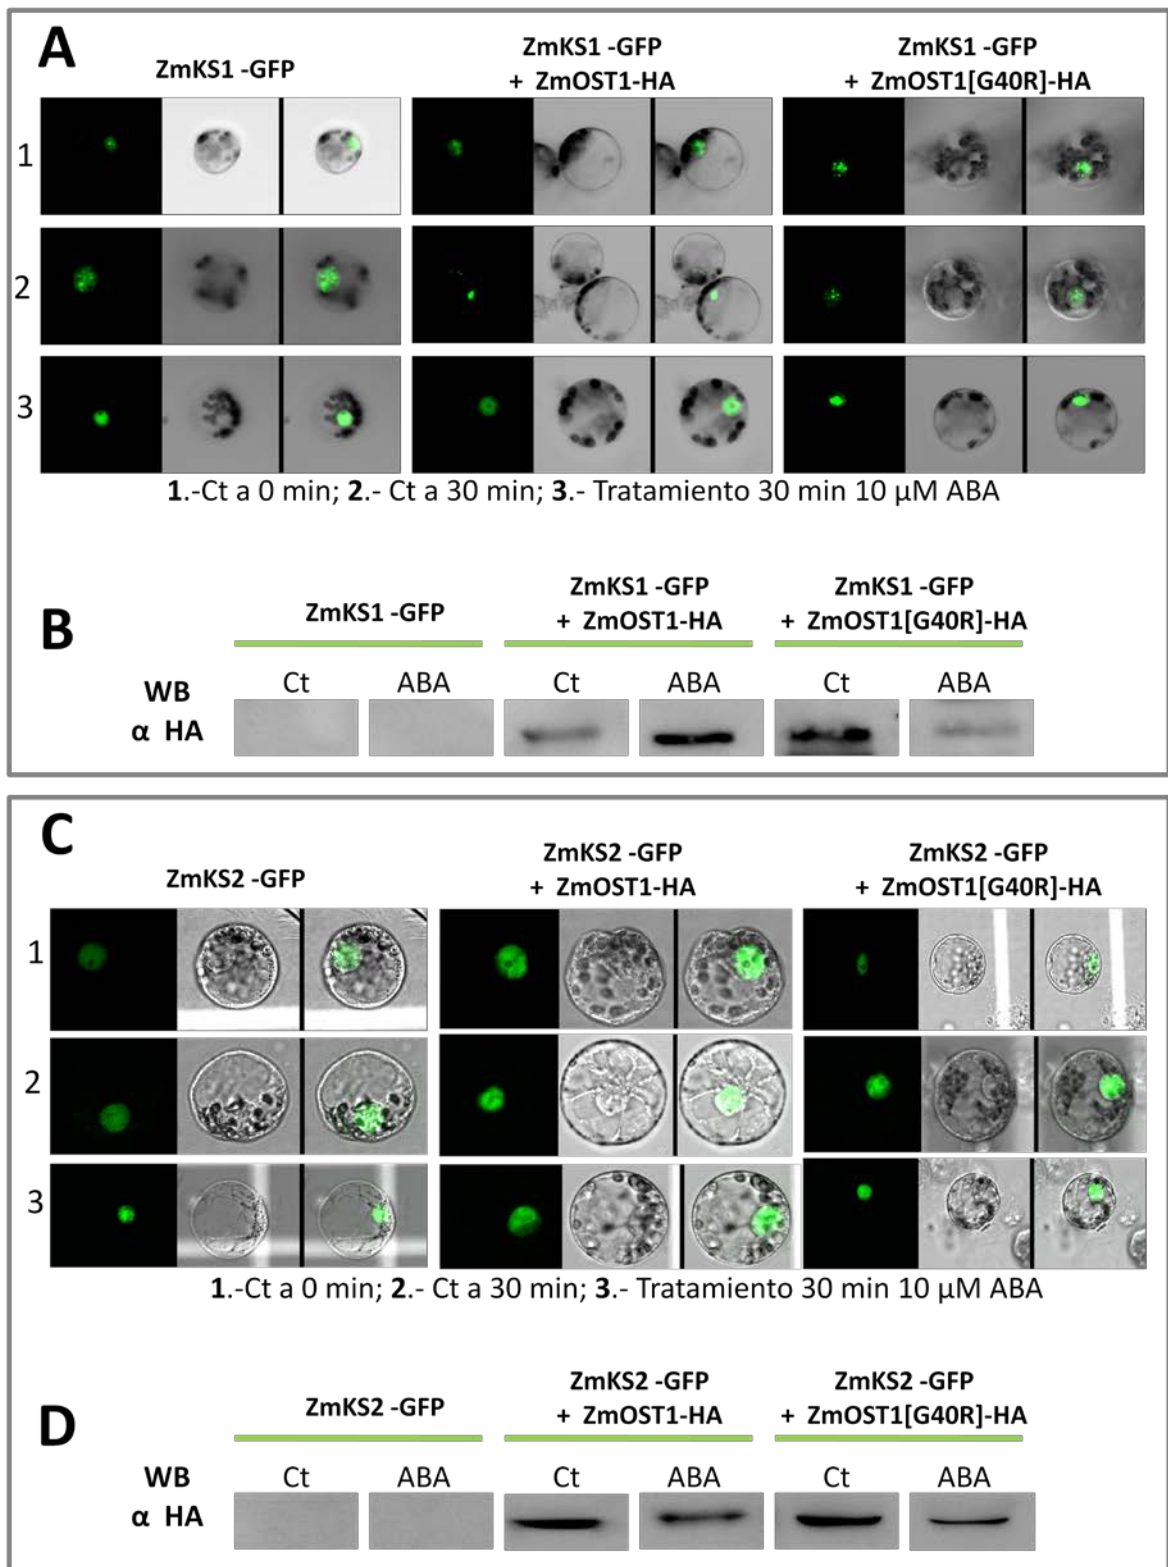 A
ZmKS1 -GFP
ZmKS1 -GFP
+ ZmOST1-HA
ZmKS1 -GFP
+ ZmOST1[G40R]-HA
1
2
3
1.-Ct a 0 min; 2.- Ct a 30 min; 3.- Tratamiento 30 min 10 µM ABA
B
ZmKS1 -GFP
ZmKS1 -GFP
+ ZmOST1-HA
ZmKS1 -GFP
+ ZmOST1[G40R]-HA
WB
α HA
Ct ABA Ct ABA Ct ABA
C
ZmKS2 -GFP
ZmKS2 -GFP
+ ZmOST1-HA
ZmKS2 -GFP
+ ZmOST1[G40R]-HA
1
2
3
1.-Ct a 0 min; 2.- Ct a 30 min; 3.- Tratamiento 30 min 10 µM ABA
D
ZmKS2 -GFP
ZmKS2 -GFP
+ ZmOST1-HA
ZmKS2 -GFP
+ ZmOST1[G40R]-HA
WB
α HA
Ct ABA Ct ABA Ct ABA